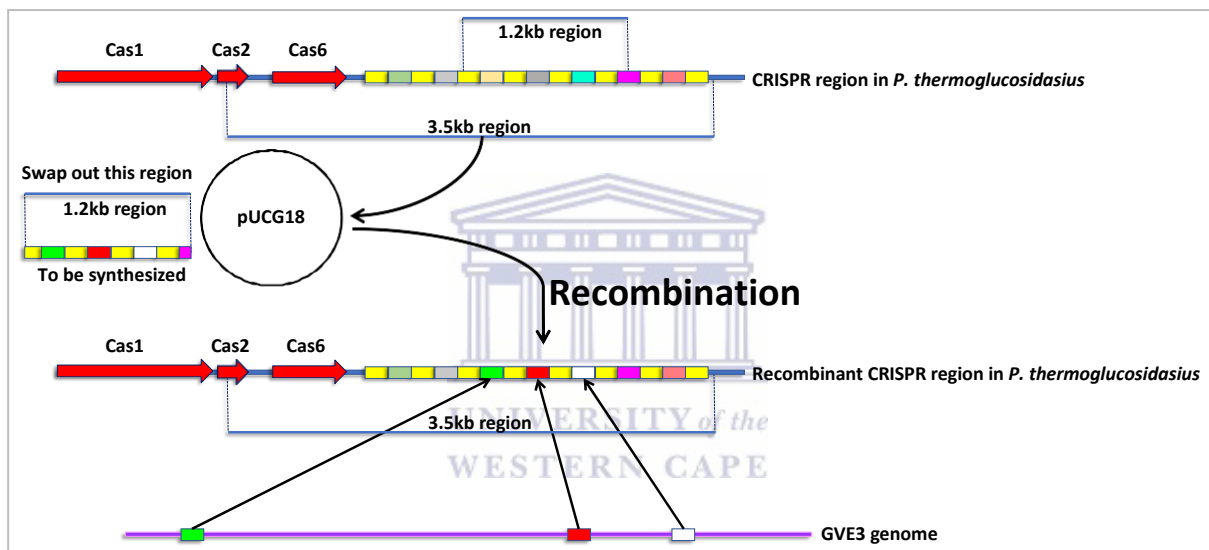 1.2kb region
Cas1
Cas2
Cas6
CRISPR region in P. thermoglucosidasius
3.5kb region
Swap out this region
1.2kb region
pUCG18
To be synthesized
Recombination
Cas1
Cas2
Cas6
Recombinant CRISPR region in P. thermoglucosidasius
3.5kb region
UNIVERSITY of the
WESTERN CAPE
GVE3 genome